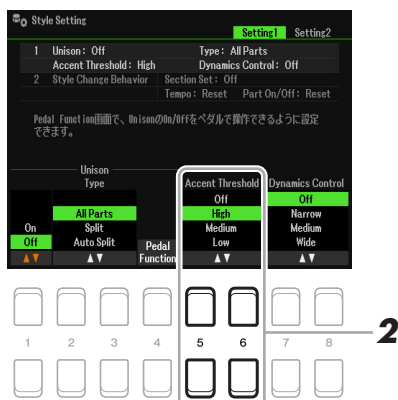 Style Setting
Setting1 Setting2
1 Unison: Off Type: All Parts
Accent Threshold: High Dynamics Control: Off
2 Style Change Behavior Section Set: Off
Tempo: Reset Part On/Off: Reset
Pedal Function画面で、UnisonのOn/Offをペダルで操作できるように設定
できます。
Unison
Type Accent Threshold Dynamics Control
Off Off
All Parts High Narrow
On Split Medium Medium
Off Auto Split Pedal Low Wide
Function
1 2 3 4 5 6 7 8
2